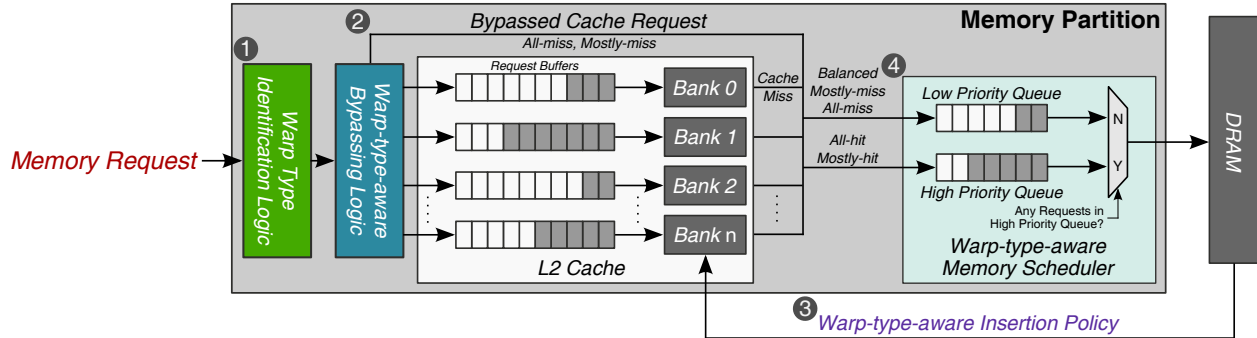 Memory Partition
2
Bypassed Cache Request
All-miss, Mostly-miss
1
Warp Type
Identification Logic
Warp-type-aware
Bypassing Logic
Memory Request
Request Buffers
Bank 0
Bank 1
Bank 2
Bank n
L2 Cache
Cache
Miss
Balanced
Mostly-miss
All-miss
All-hit
Mostly-hit
4
Low Priority Queue
High Priority Queue
N
Y
Any Requests in
High Priority Queue?
Warp-type-aware
Memory Scheduler
DRAM
3
Warp-type-aware Insertion Policy